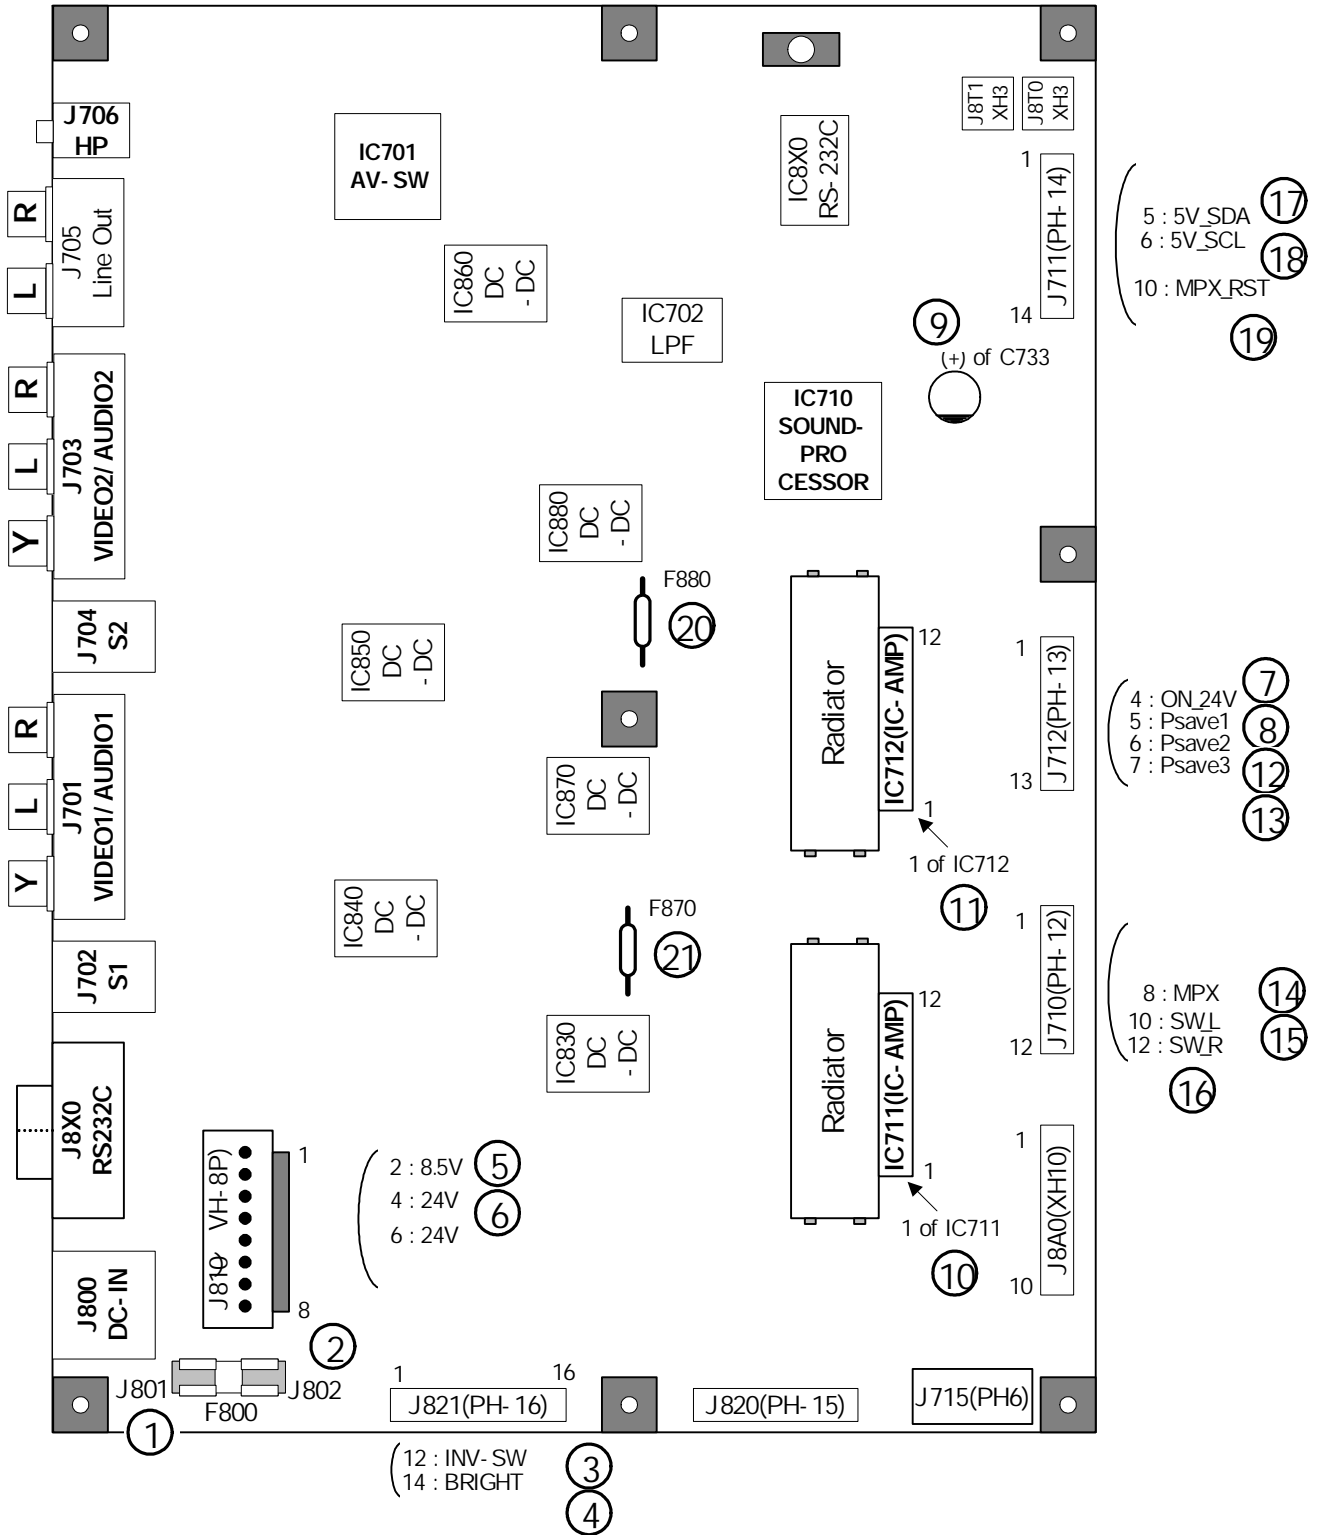 J706
HP
IC701
AV- SW
IC8X0
RS- 232C
J8T1
XH3
J8T0
XH3
R
L
J705
Line Out
IC860
DC
- DC
IC702
LPF
1
J711(PH- 14)
14
5 : 5V_SDA
17
6 : 5V_SCL
18
10 : MPX_RST
19
9
(+) of C733
R
L
Y
J703
VIDEO2/ AUDIO2
IC710
SOUND-
PRO
CESSOR
IC880
DC
- DC
F880
20
J704
S2
IC850
DC
- DC
Radiator
IC712(IC- AMP)
12
1
1 of IC712
11
1
J712(PH- 13)
13
4 : ON_24V
7
5 : Psave1
8
6 : Psave2
12
7 : Psave3
13
R
L
Y
J701
VIDEO1/ AUDIO1
IC870
DC
- DC
IC840
DC
- DC
F870
21
J702
S1
IC830
DC
- DC
Radiator
IC711(IC- AMP)
12
1
1 of IC711
10
1
J710(PH- 12)
12
8 : MPX
14
10 : SW_L
15
12 : SW_R
16
J8X0
RS232C
J810
VH- 8P)
1
8
2 : 8.5V
5
4 : 24V
6
6 : 24V
1
J8A0(XH10)
10
J800
DC- IN
2
J801
J802
F800
1
1
16
J821(PH- 16)
J820(PH- 15)
J715(PH6)
12 : INV- SW
3
14 : BRIGHT
4